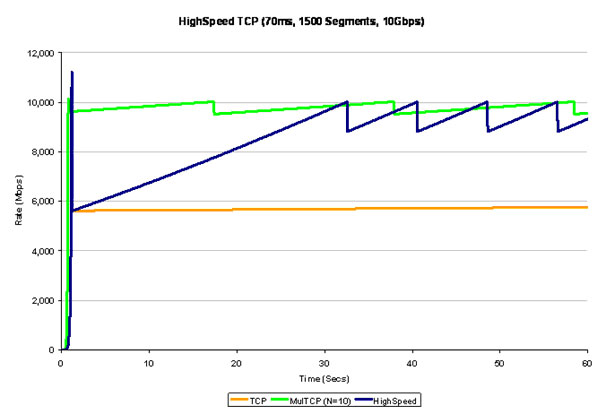 HighSpeed TCP (70ms, 1500 Segments, 10Gbps)
12,000
10,000
8,000
6,000
4,000
2,000
0
Rate (Mbps)
0 10 20 30 40 50 60
Time (Secs)
TCP MulTCP (N=10) HighSpeed